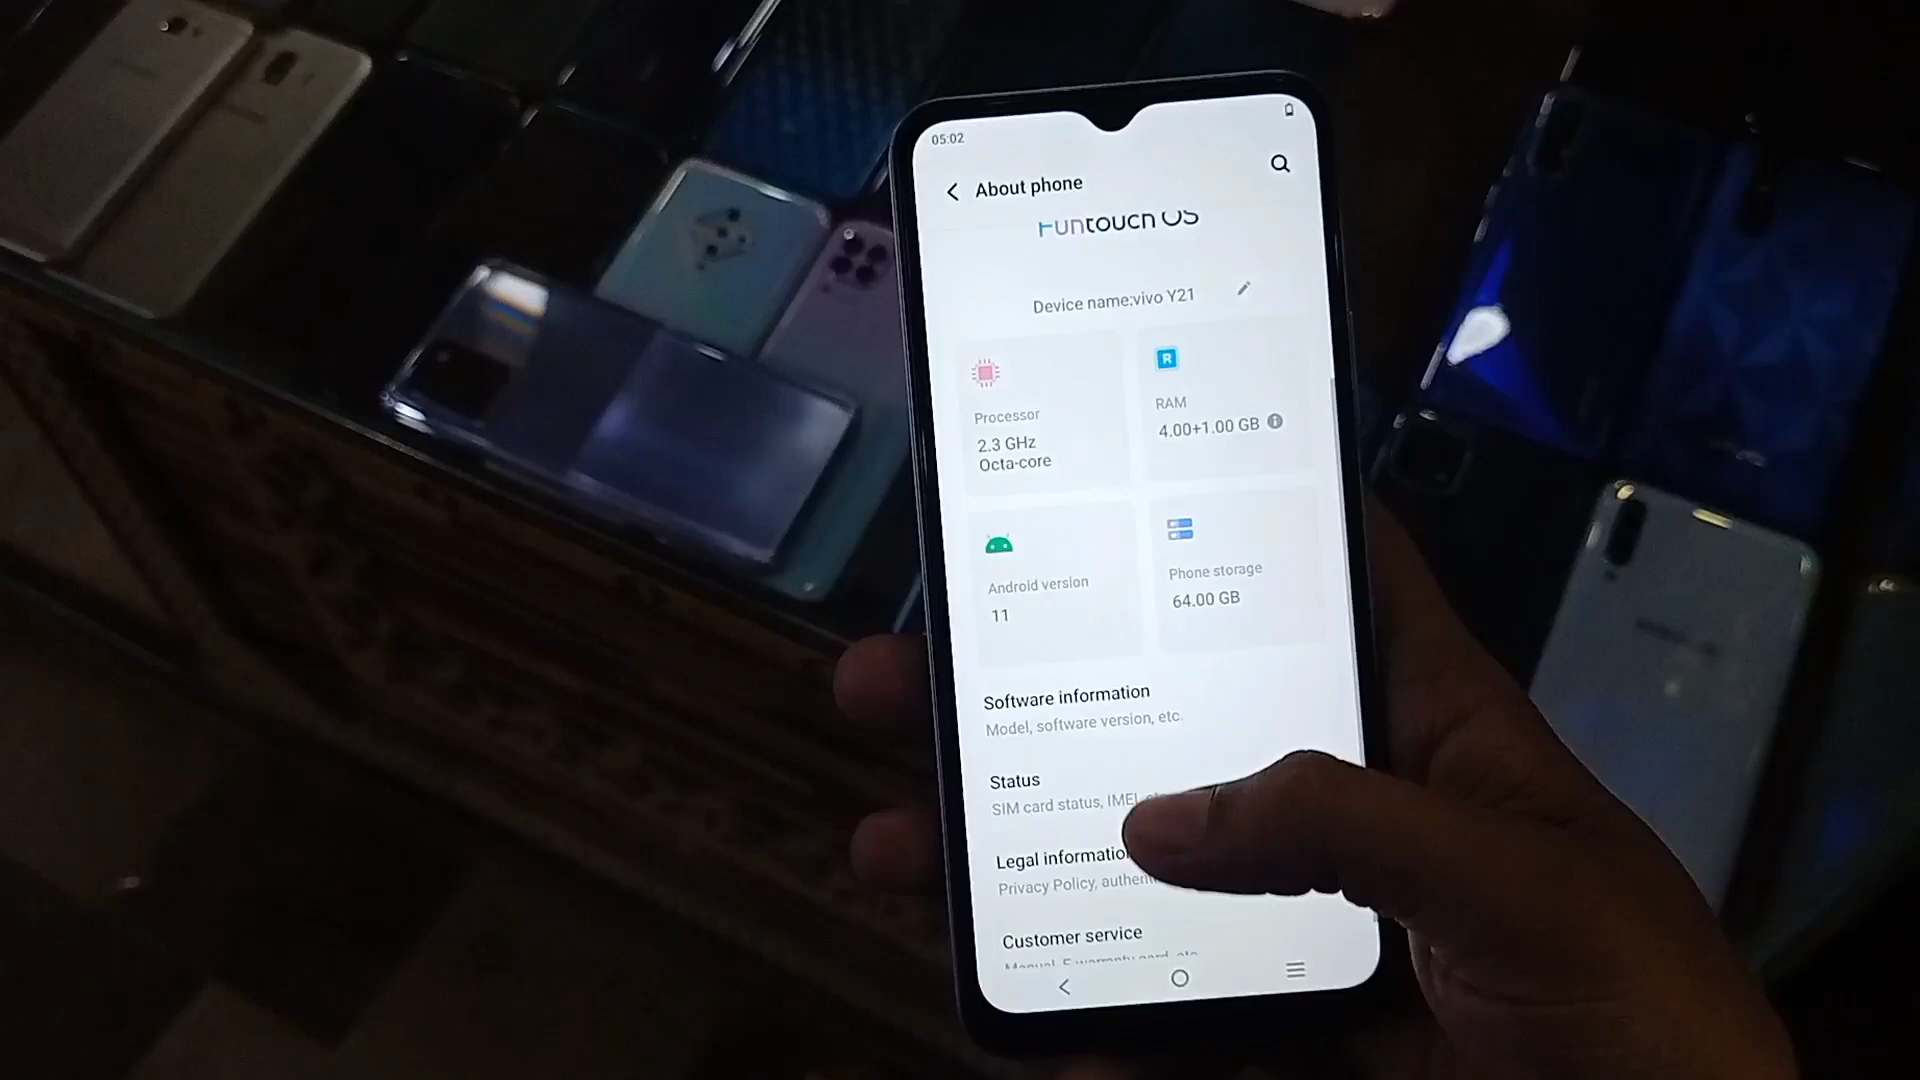 05:02
About phone
Funtouch OS
Device name:vivo Y21
R
Processor
2.3 GHz
Octa-core
RAM
4.00+1.00 GB
Android version
11
Phone storage
64.00 GB
Software information
Model, software version, etc.
Status
SIM card status, IMEI,
Legal informatio
Privacy Policy, authen
Customer service